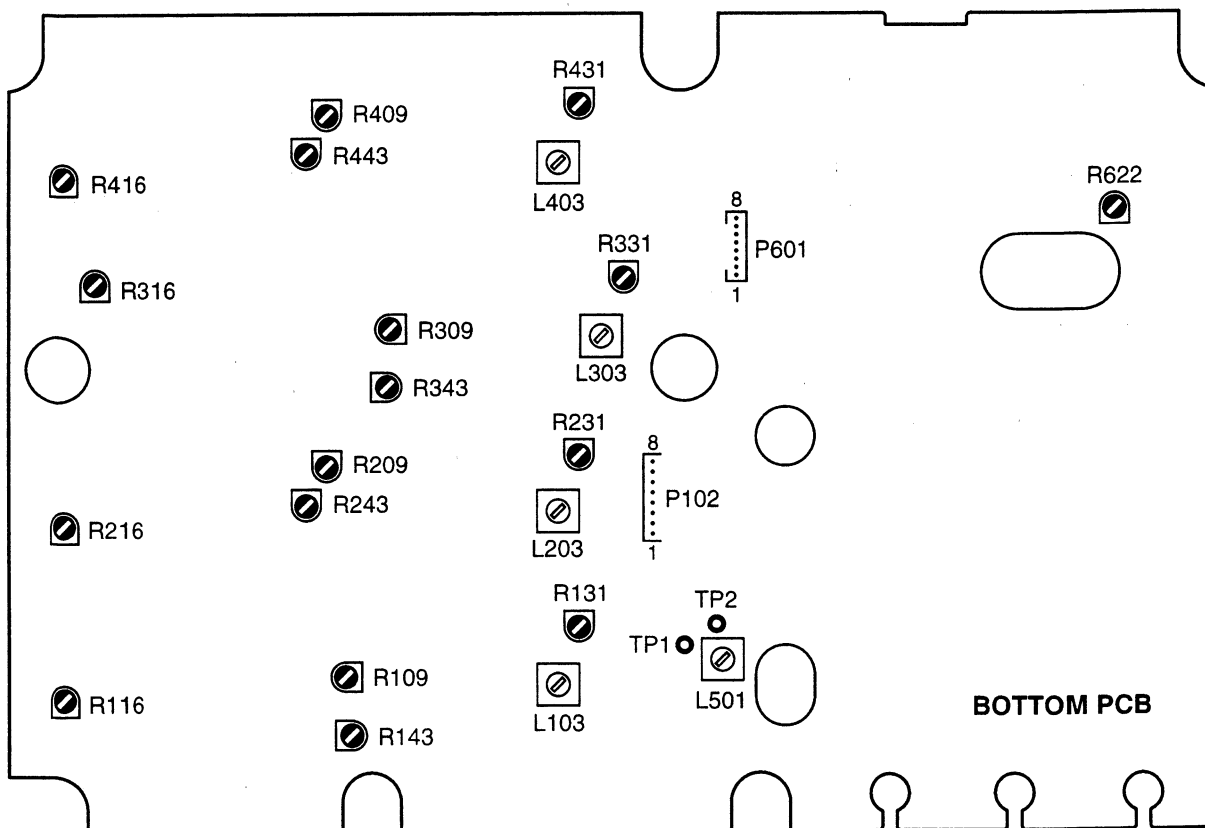 R431
R409
R443
R416
L403
R622
8
P601
1
R331
R316
R309
L303
R343
R231
8
P102
1
R209
R243
R216
L203
R131
TP2
TP1
R109
L501
R116
L103
R143
BOTTOM PCB